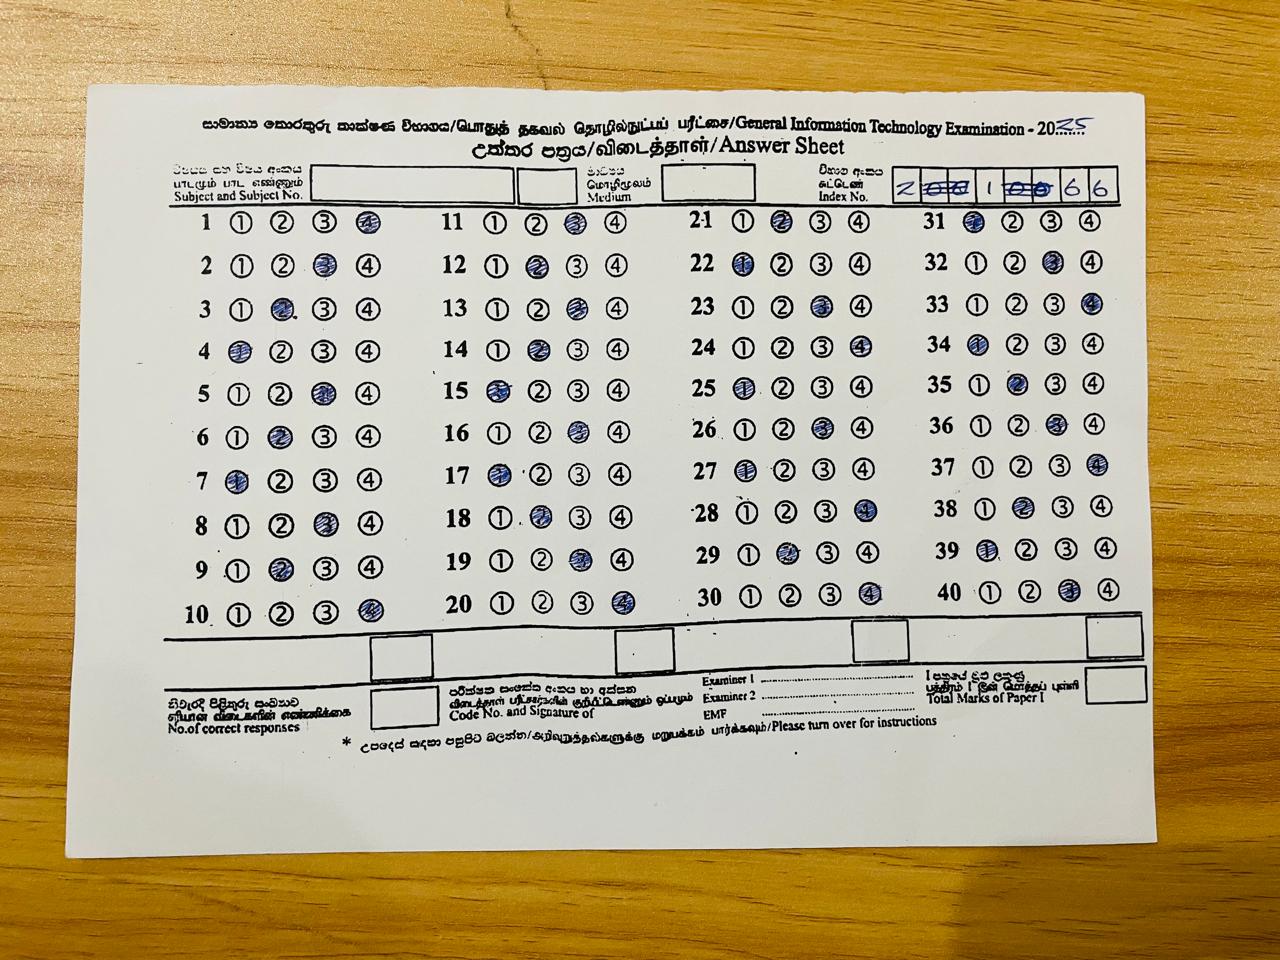 සාමාන්‍ය තොරතුරු තාක්ෂණ විභාගය/பொதுத் தகவல் தொழில்நுட்பப் பரீட்சை/General Information Technology Examination - 2025
උත්තර පත්‍රය/விடைத்தாள்/Answer Sheet
විෂයය සහ විෂය අංකය
பாடமும் பாட எண்ணும்
Subject and Subject No.
මාධ්‍යය
மொழிமூலம்
Medium
විභාග අංකය
சுட்டெண்
Index No.
2 1 6 6
1 ① ② ③ ④ 11 ① ② ③ ④ 21 ① ② ③ ④ 31 ① ② ③ ④
2 ① ② ③ ④ 12 ① ② ③ ④ 22 ① ② ③ ④ 32 ① ② ③ ④
3 ① ② ③ ④ 13 ① ② ③ ④ 23 ① ② ③ ④ 33 ① ② ③ ④
4 ① ② ③ ④ 14 ① ② ③ ④ 24 ① ② ③ ④ 34 ① ② ③ ④
5 ① ② ③ ④ 15 ① ② ③ ④ 25 ① ② ③ ④ 35 ① ② ③ ④
6 ① ② ③ ④ 16 ① ② ③ ④ 26 ① ② ③ ④ 36 ① ② ③ ④
7 ① ② ③ ④ 17 ① ② ③ ④ 27 ① ② ③ ④ 37 ① ② ③ ④
8 ① ② ③ ④ 18 ① ② ③ ④ 28 ① ② ③ ④ 38 ① ② ③ ④
9 ① ② ③ ④ 19 ① ② ③ ④ 29 ① ② ③ ④ 39 ① ② ③ ④
10 ① ② ③ ④ 20 ① ② ③ ④ 30 ① ② ③ ④ 40 ① ② ③ ④
නිවැරදි පිළිතුරු සංඛ්‍යාව
சரியான விடைகளின் எண்ணிக்கை
No.of correct responses
පරීක්ෂක සංකේත අංකය හා අත්සන
விடைத்தாள் பரீட்சகரின் குறியீட்டெண்ணும் ஒப்பமும்
Code No. and Signature of
Examiner 1
Examiner 2
EMF
I පත්‍රයේ මුළු ලකුණු
பத்திரம் I இன் மொத்தப் புள்ளி
Total Marks of Paper I
* උපදෙස් සඳහා පසුපිට බලන්න/அறிவுறுத்தல்களுக்கு மறுபக்கம் பார்க்கவும்/Please turn over for instructions